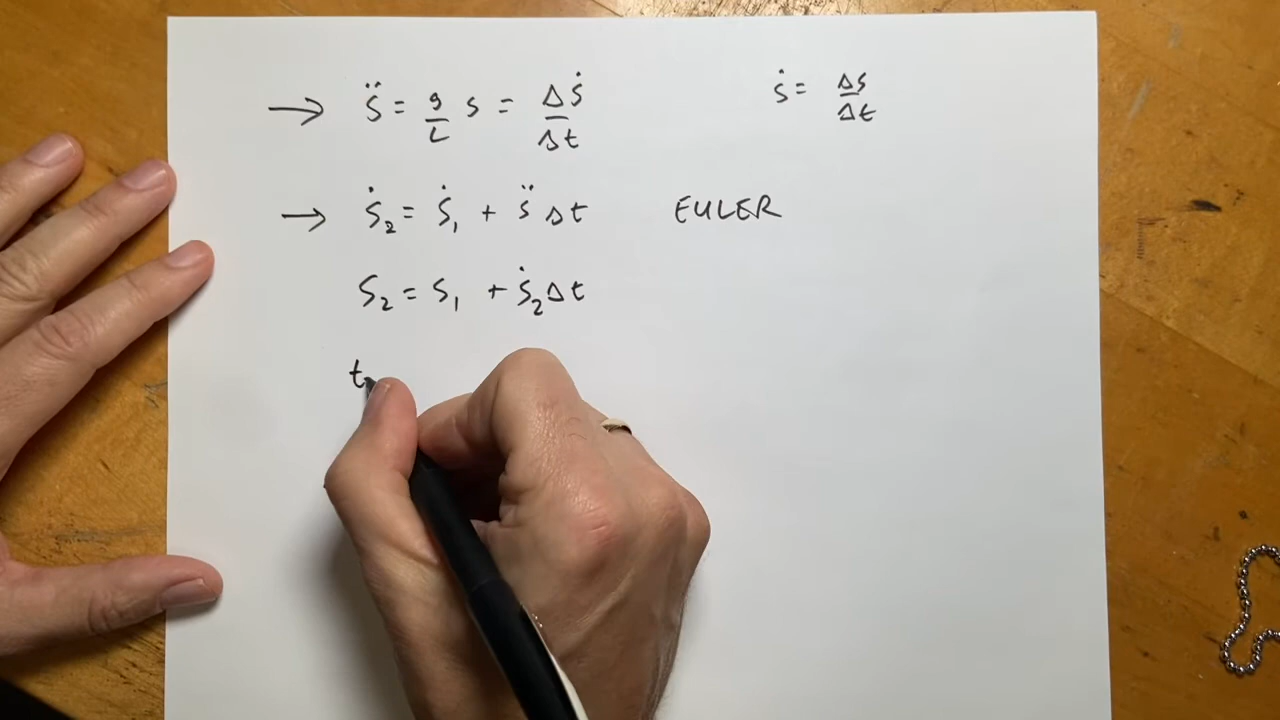 → s̈ = g/L s = Δṡ/Δt ṡ = Δs/Δt
→ ṡ₂ = ṡ₁ + s̈ Δt EULER
s₂ = s₁ + ṡ₂ Δt
t